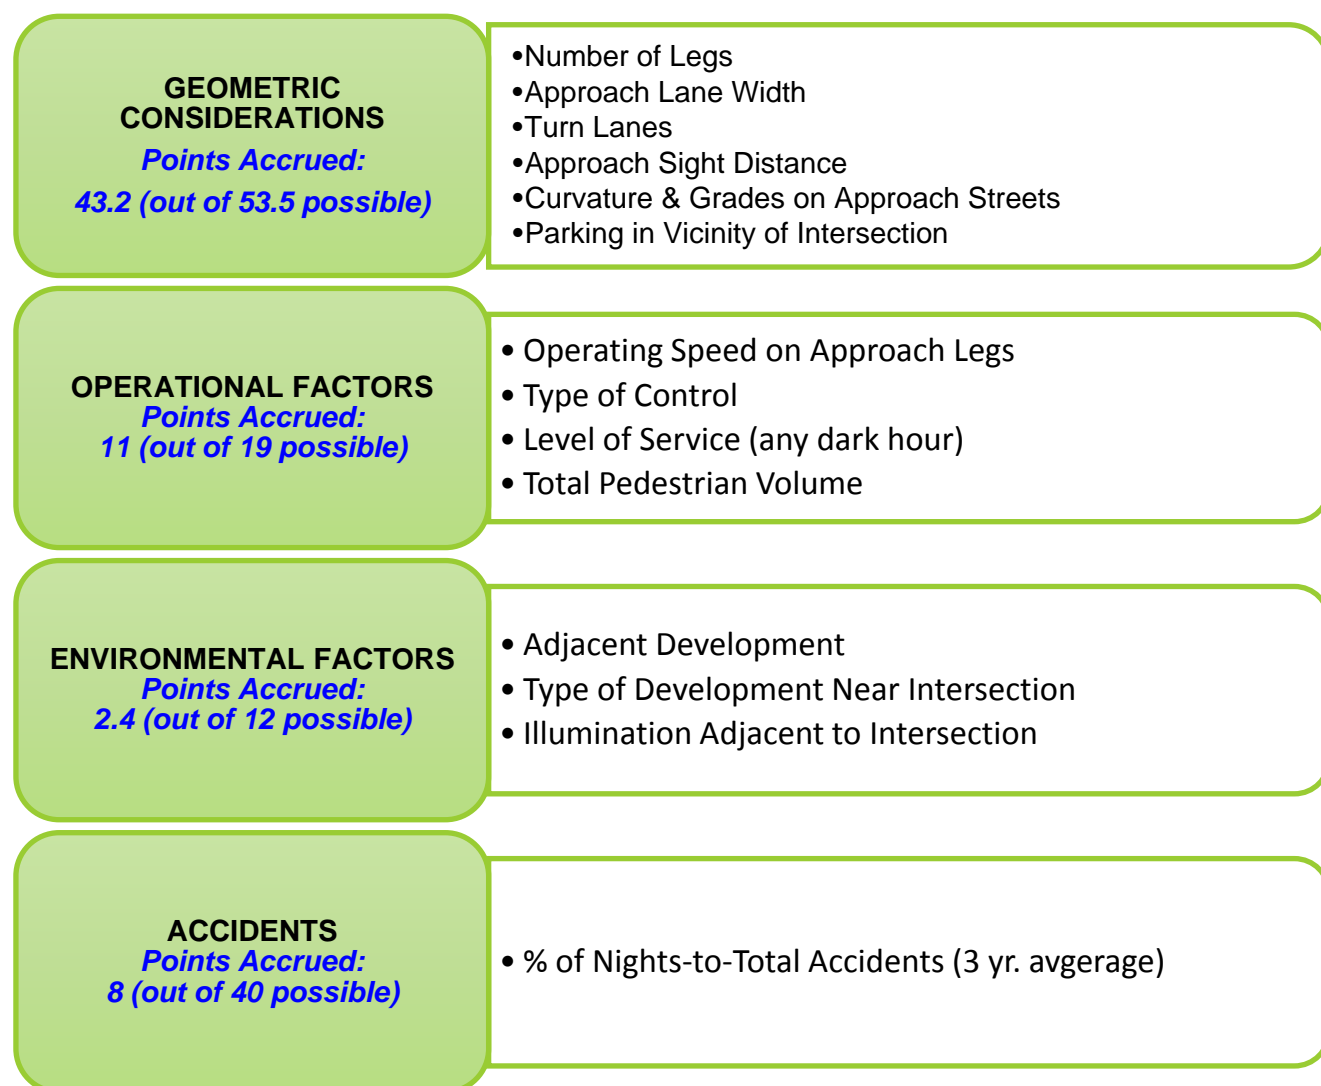 GEOMETRIC
CONSIDERATIONS
Points Accrued:
43.2 (out of 53.5 possible)
•Number of Legs
•Approach Lane Width
•Turn Lanes
•Approach Sight Distance
•Curvature & Grades on Approach Streets
•Parking in Vicinity of Intersection
OPERATIONAL FACTORS
Points Accrued:
11 (out of 19 possible)
• Operating Speed on Approach Legs
• Type of Control
• Level of Service (any dark hour)
• Total Pedestrian Volume
ENVIRONMENTAL FACTORS
Points Accrued:
2.4 (out of 12 possible)
• Adjacent Development
• Type of Development Near Intersection
• Illumination Adjacent to Intersection
ACCIDENTS
Points Accrued:
8 (out of 40 possible)
• % of Nights-to-Total Accidents (3 yr. avgerage)